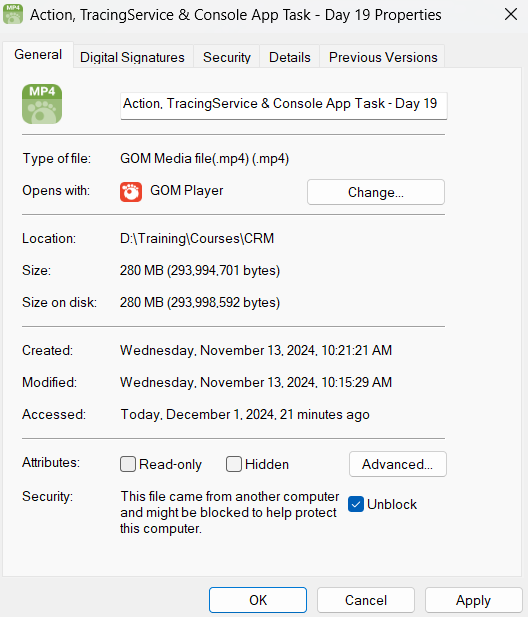 MP4
Action, TracingService & Console App Task - Day 19 Properties
General
Digital Signatures
Security
Details
Previous Versions
MP4
Action, TracingService & Console App Task - Day 19
Type of file: GOM Media file(.mp4) (.mp4)
Opens with: GOM Player Change...
Location: D:\Training\Courses\CRM
Size: 280 MB (293,994,701 bytes)
Size on disk: 280 MB (293,998,592 bytes)
Created: Wednesday, November 13, 2024, 10:21:21 AM
Modified: Wednesday, November 13, 2024, 10:15:29 AM
Accessed: Today, December 1, 2024, 21 minutes ago
Attributes: Read-only Hidden Advanced...
Security: This file came from another computer
and might be blocked to help protect
this computer.
Unblock
OK Cancel Apply